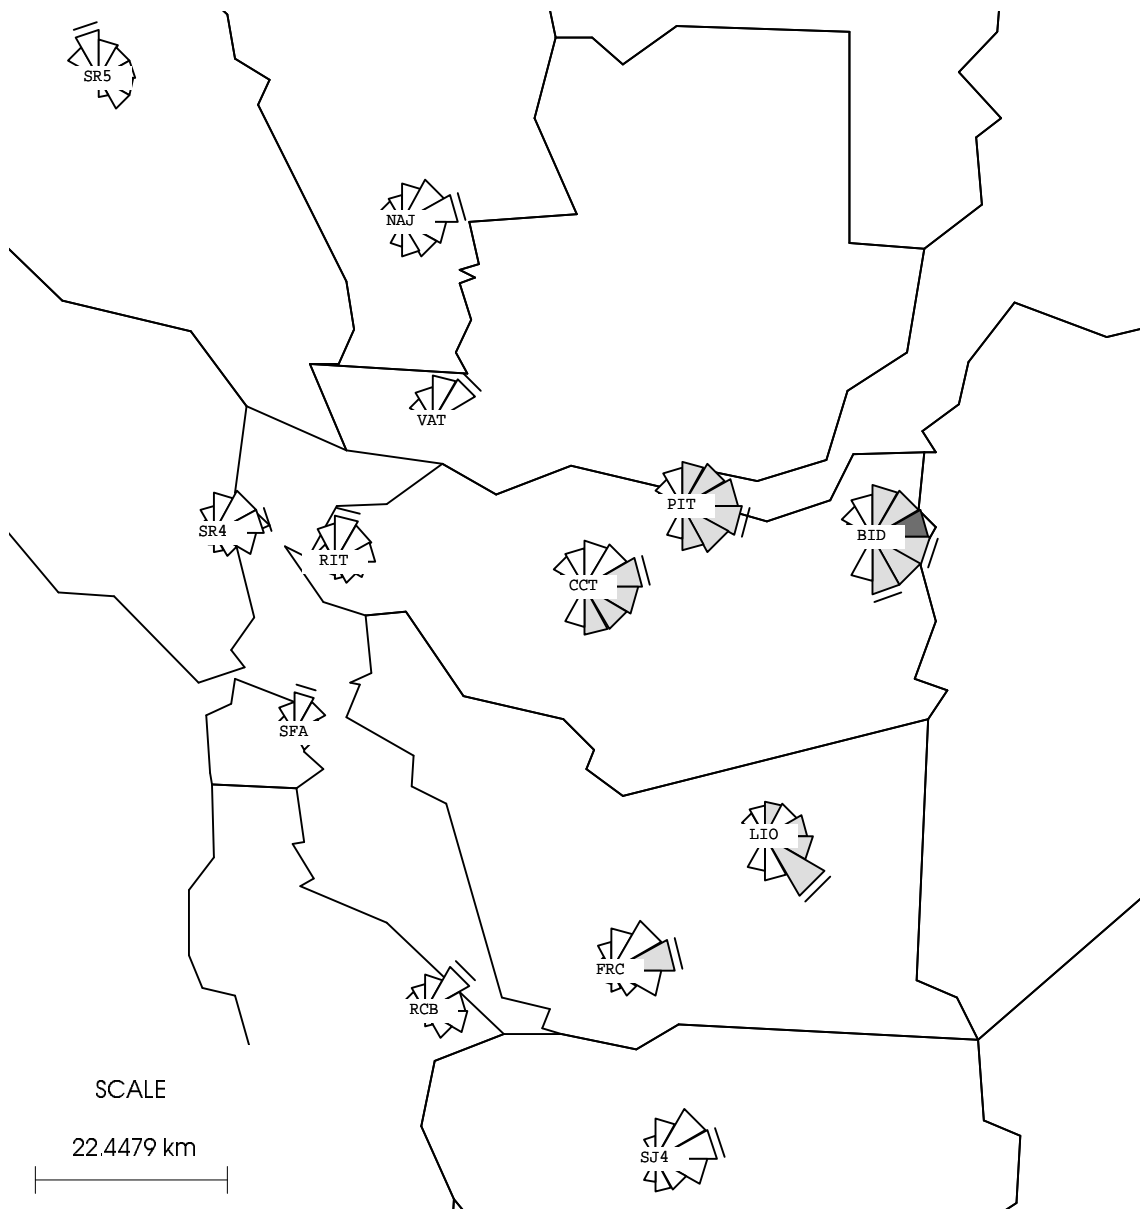 SR5
NAJ
VAT
PIT
SR4
BID
RIT
CCT
SFA
LIO
FRC
RCB
SCALE
22.4479 km
SJ4